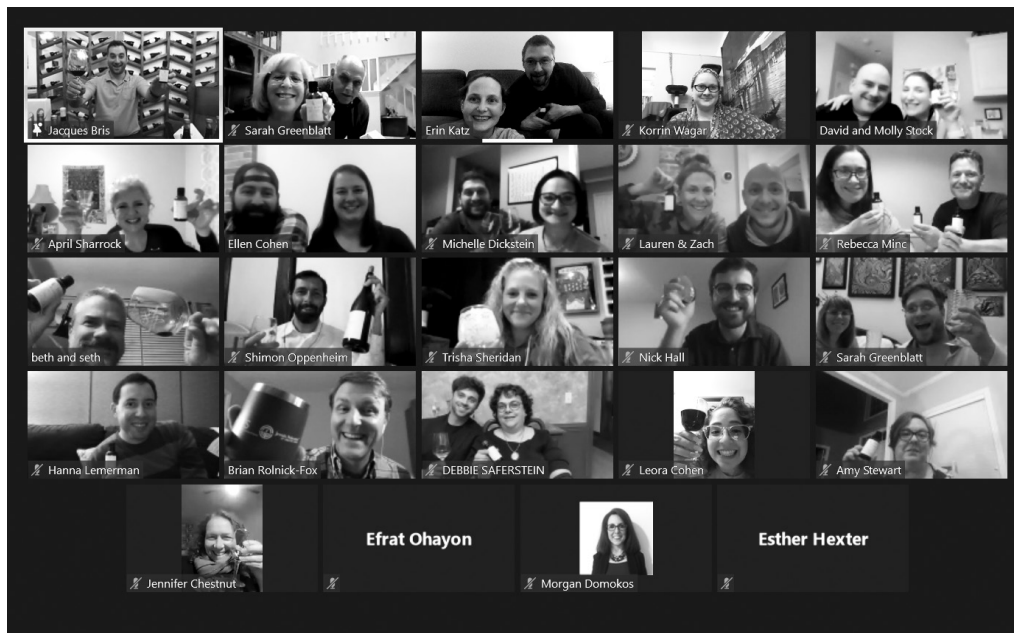 Jacques Bris
Sarah Greenblatt
Erin Katz
Korrin Wagar
David and Molly Stock
April Sharrock
Ellen Cohen
Michelle Dickstein
Lauren & Zach
Rebecca Minc
beth and seth
Shimon Oppenheim
Trisha Sheridan
Nick Hall
Sarah Greenblatt
Hanna Lemerman
Brian Rolnick-Fox
DEBBIE SAFERSTEIN
Leora Cohen
Amy Stewart
Jennifer Chestnut
Efrat Ohayon
Morgan Domokos
Esther Hexter